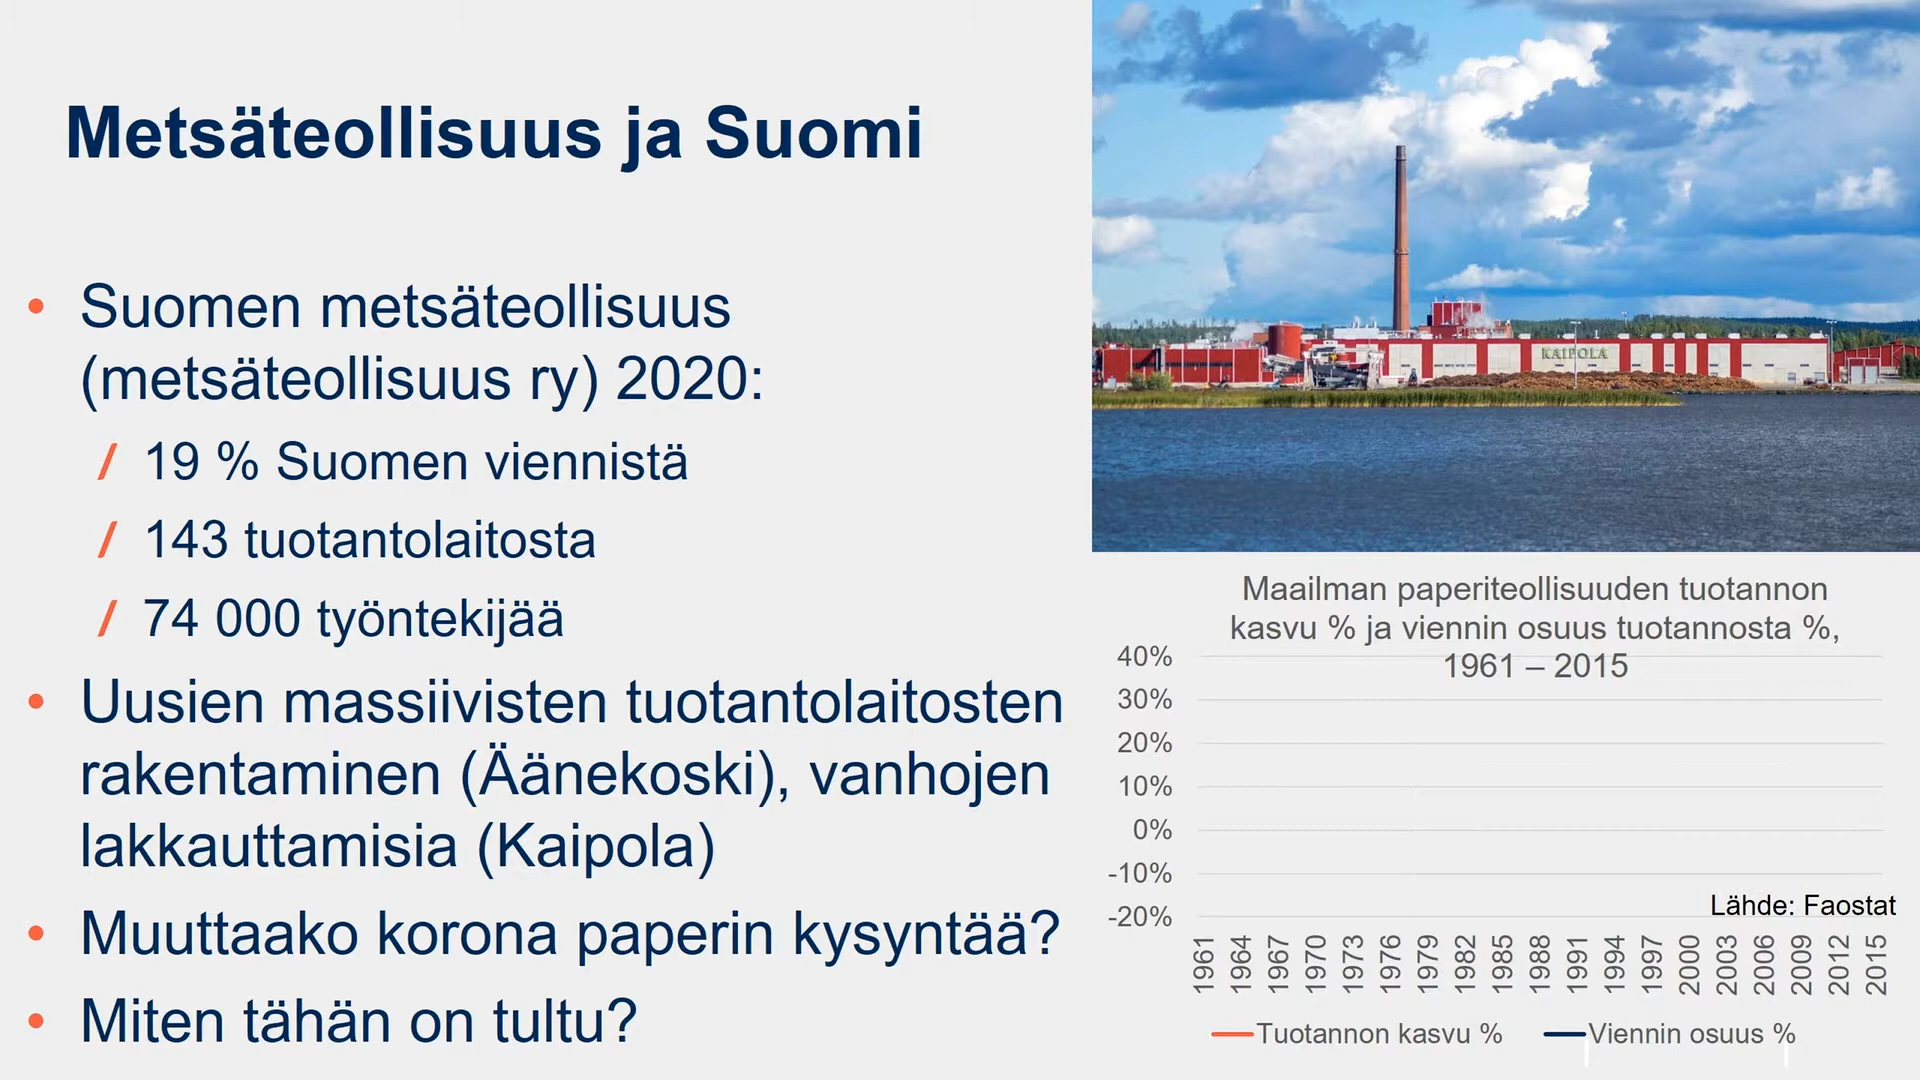 Metsäteollisuus ja Suomi
• Suomen metsäteollisuus
(metsäteollisuus ry) 2020:
/ 19 % Suomen viennistä
/ 143 tuotantolaitosta
/ 74 000 työntekijää
• Uusien massiivisten tuotantolaitosten
rakentaminen (Äänekoski), vanhojen
lakkauttamisia (Kaipola)
• Muuttaako korona paperin kysyntää?
• Miten tähän on tultu?
KAIPOLA
Maailman paperiteollisuuden tuotannon
kasvu % ja viennin osuus tuotannosta %,
1961 – 2015
40%
30%
20%
10%
0%
-10%
-20%
Lähde: Faostat
1961 1964 1967 1970 1973 1976 1979 1982 1985 1988 1991 1994 1997 2000 2003 2006 2009 2012 2015
Tuotannon kasvu % Viennin osuus %